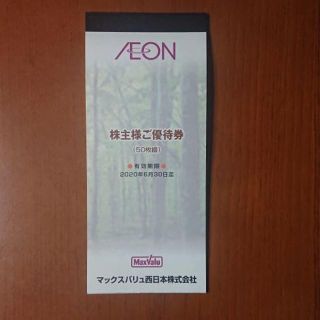 ÆON
株主様ご優待券
(50枚綴)
●有効期限●
2020年6月30日迄
MaxValu
マックスバリュ西日本株式会社